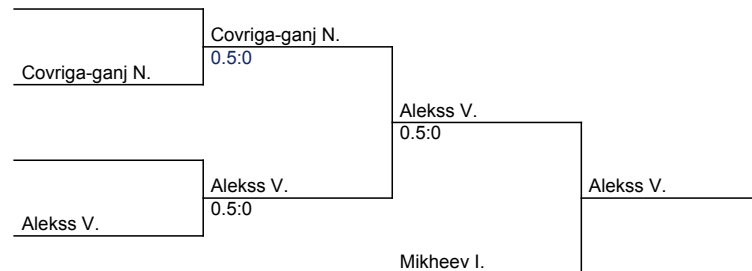 Covriga-ganj N.
0.5:0
Covriga-ganj N.
Alekss V.
0.5:0
Alekss V.
Alekss V.
0.5:0
Alekss V.
Mikheev I.